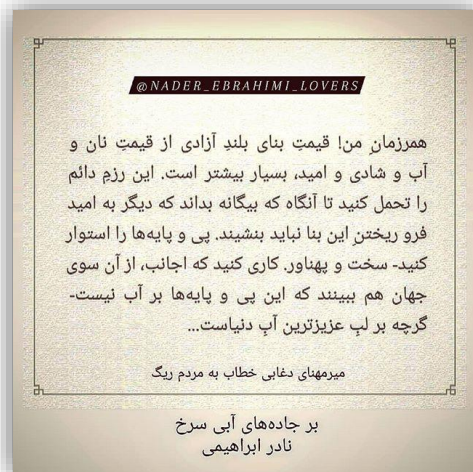 @NADER_EBRAHIMI_LOVERS
همرزمانِ من! قیمتِ بنای بلندِ آزادی از قیمتِ نان و
آب و شادی و امید، بسیار بیشتر است. این رزمِ دائم
را تحمل کنید تا آنگاه که بیگانه بداند که دیگر به امید
فرو ریختنِ این بنا نباید بنشیند. پی و پایه‌ها را استوار
کنید- سخت و پهناور. کاری کنید که اجانب، از آن سوی
جهان هم ببینند که این پی و پایه‌ها بر آب نیست-
گرچه بر لبِ عزیزترین آبِ دنیاست...
میرمهنای دغابی خطاب به مردم ریگ
بر جاده‌های آبی سرخ
نادر ابراهیمی